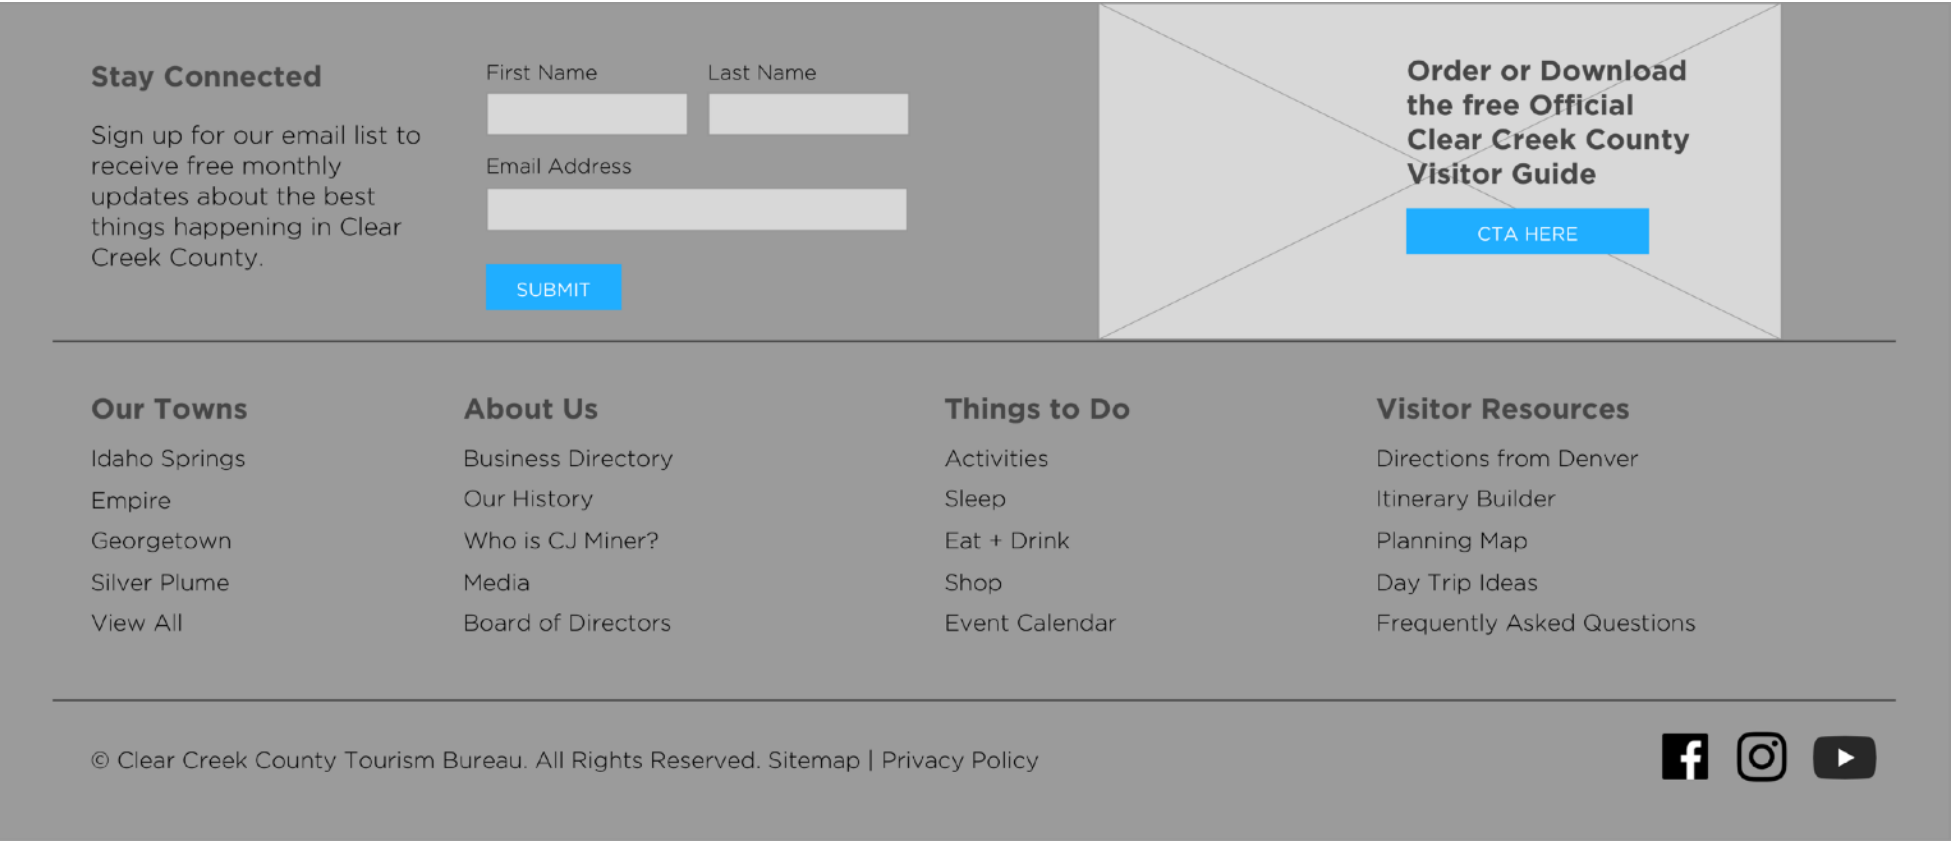 Stay Connected
Sign up for our email list to
receive free monthly
updates about the best
things happening in Clear
Creek County.
First Name
Last Name
Email Address
SUBMIT
Order or Download
the free Official
Clear Creek County
Visitor Guide
CTA HERE
Our Towns
Idaho Springs
Empire
Georgetown
Silver Plume
View All
About Us
Business Directory
Our History
Who is CJ Miner?
Media
Board of Directors
Things to Do
Activities
Sleep
Eat + Drink
Shop
Event Calendar
Visitor Resources
Directions from Denver
Itinerary Builder
Planning Map
Day Trip Ideas
Frequently Asked Questions
© Clear Creek County Tourism Bureau. All Rights Reserved. Sitemap | Privacy Policy